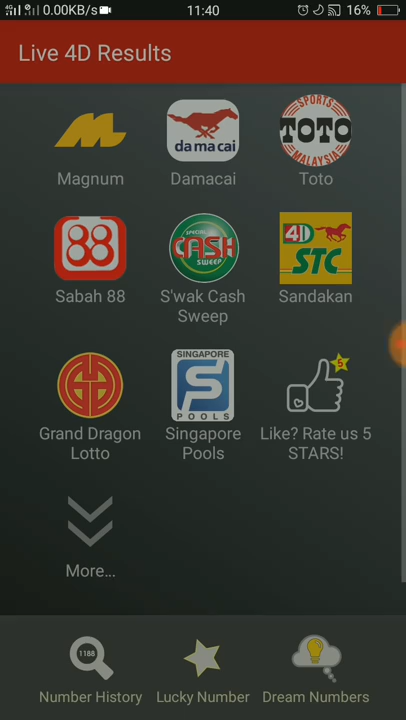 4G 0.00KB/s 11:40 16%
Live 4D Results
da ma cai
SPORTS
TOTO
MALAYSIA
Magnum Damacai Toto
88
SPECIAL
CASH
SWEEP
4D
STC
Sabah 88 S'wak Cash Sweep Sandakan
SINGAPORE
POOLS
5
Grand Dragon Lotto Singapore Pools Like? Rate us 5 STARS!
More...
1188
Number History Lucky Number Dream Numbers